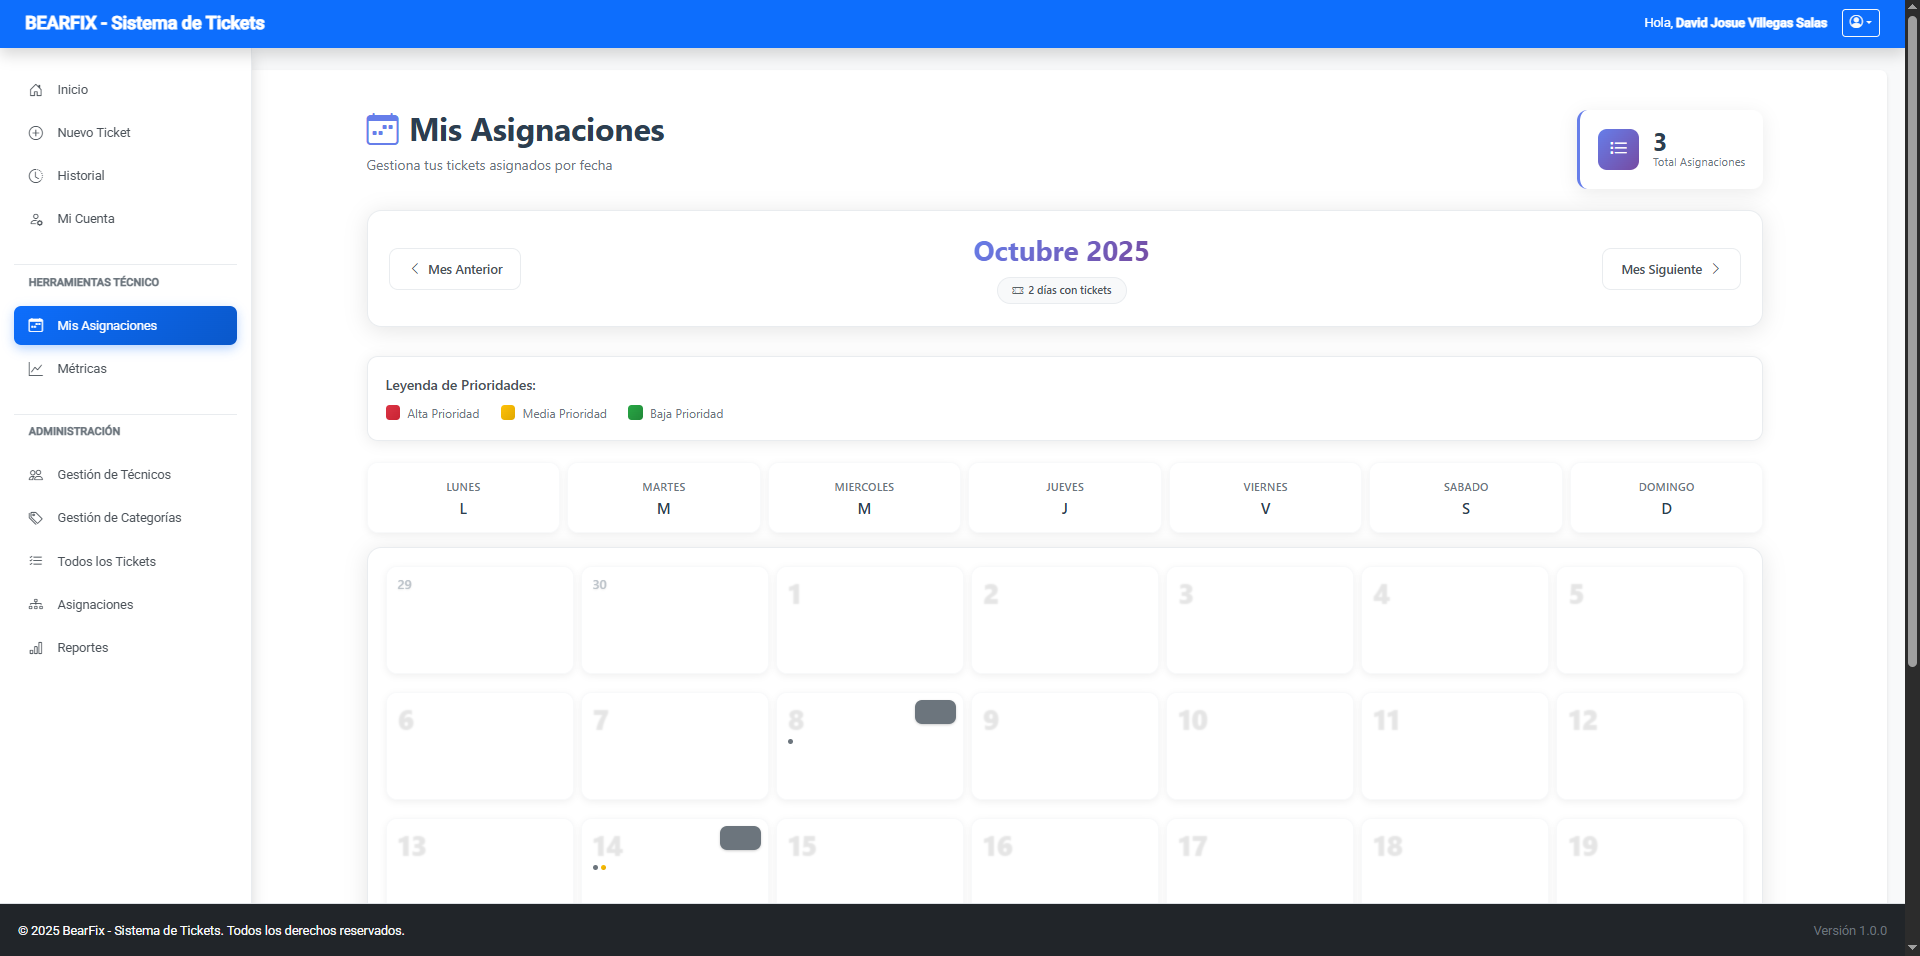 BEARFIX - Sistema de Tickets
Hola, David Josue Villegas Salas
Inicio
Nuevo Ticket
Historial
Mi Cuenta
HERRAMIENTAS TÉCNICO
Mis Asignaciones
Métricas
ADMINISTRACIÓN
Gestión de Técnicos
Gestión de Categorías
Todos los Tickets
Asignaciones
Reportes
Mis Asignaciones
Gestiona tus tickets asignados por fecha
3
Total Asignaciones
Mes Anterior
Octubre 2025
2 días con tickets
Mes Siguiente
Leyenda de Prioridades:
Alta Prioridad Media Prioridad Baja Prioridad
LUNES MARTES MIERCOLES JUEVES VIERNES SABADO DOMINGO
L M M J V S D
29 30 1 2 3 4 5
6 7 8 9 10 11 12
13 14 15 16 17 18 19
© 2025 BearFix - Sistema de Tickets. Todos los derechos reservados.
Versión 1.0.0